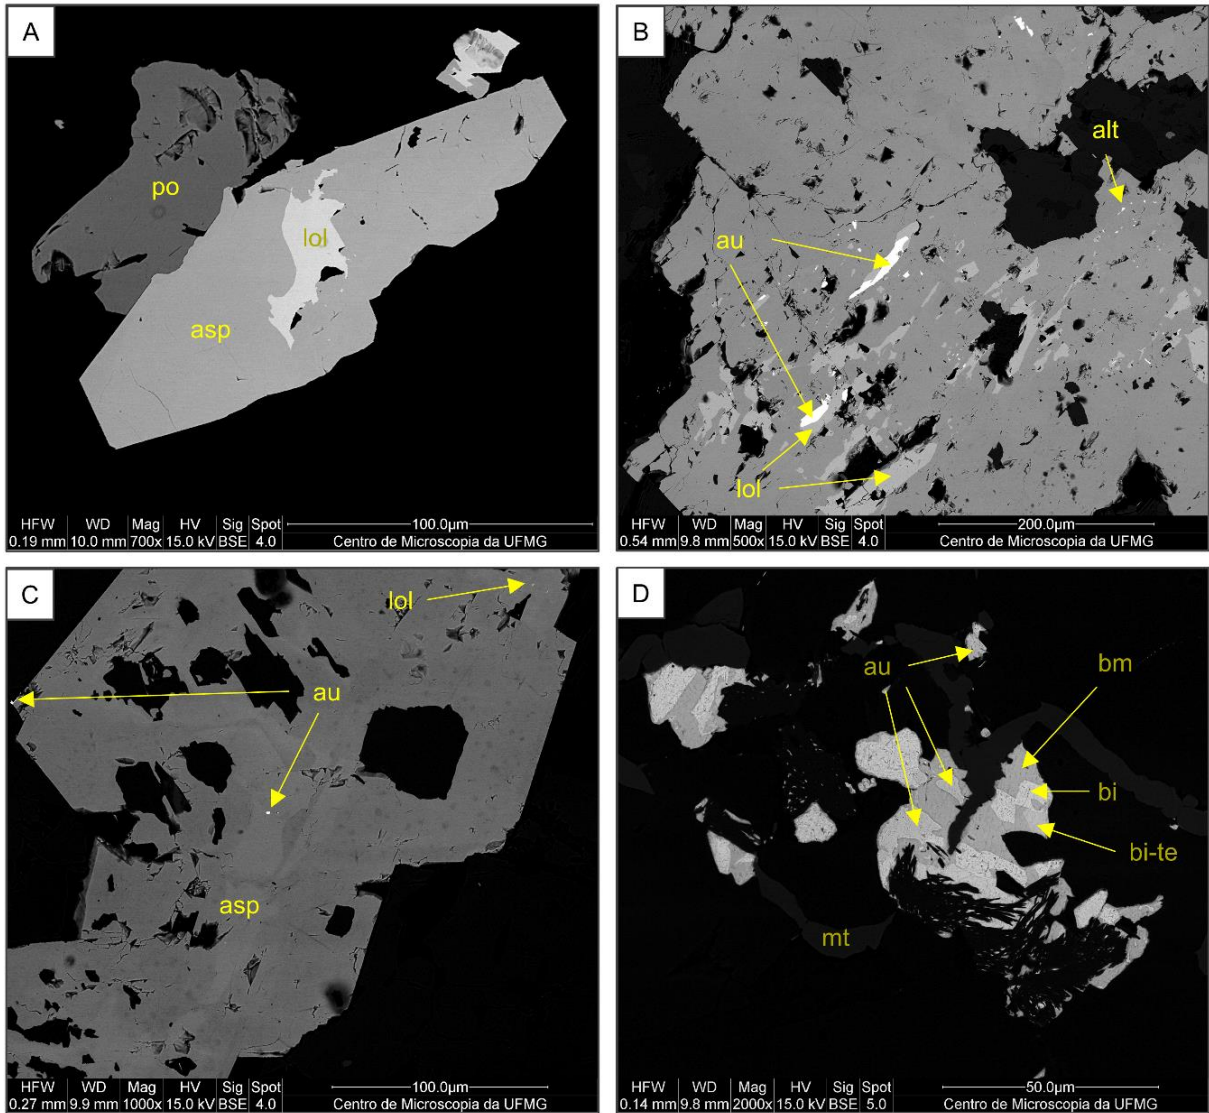 A
po
lol
asp
HFW WD Mag HV Sig Spot
0.19 mm 10.0 mm 700x 15.0 kV BSE 4.0
100.0µm
Centro de Microscopia da UFMG
B
alt
au
lol
HFW WD Mag HV Sig Spot
0.54 mm 9.8 mm 500x 15.0 kV BSE 4.0
200.0µm
Centro de Microscopia da UFMG
C
lol
au
asp
HFW WD Mag HV Sig Spot
0.27 mm 9.9 mm 1000x 15.0 kV BSE 4.0
100.0µm
Centro de Microscopia da UFMG
D
au
bm
bi
bi-te
mt
HFW WD Mag HV Sig Spot
0.14 mm 9.8 mm 2000x 15.0 kV BSE 5.0
50.0µm
Centro de Microscopia da UFMG